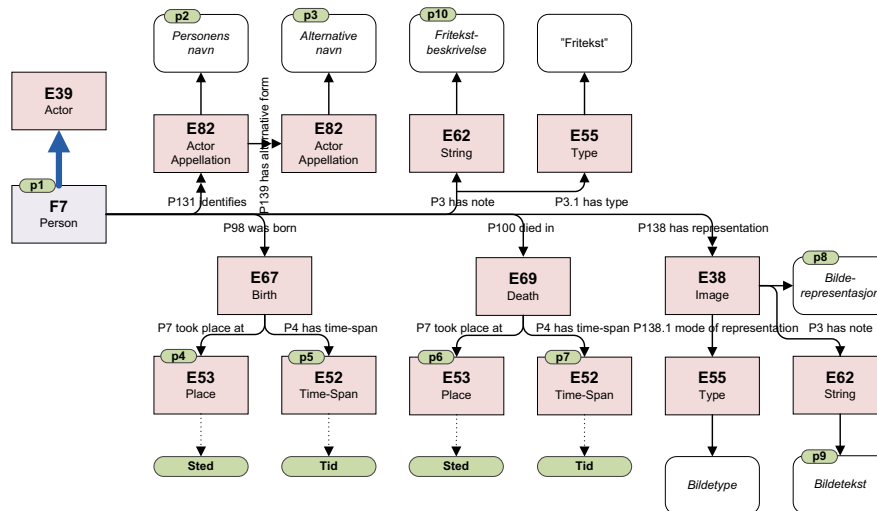 p2
Personens
navn
p3
Alternative
navn
p10
Fritekst-
beskrivelse
"Fritekst"
E39
Actor
E82
Actor
Appellation
P139 has alternative form
E82
Actor
Appellation
E62
String
E55
Type
p1
F7
Person
P131 identifies
P3 has note
P3.1 has type
P98 was born
P100 died in
P138 has representation
E67
Birth
E69
Death
E38
Image
p8
Bilde-
representasjon
P7 took place at
P4 has time-span
P7 took place at
P4 has time-span
P138.1 mode of representation
P3 has note
p4
E53
Place
p5
E52
Time-Span
p6
E53
Place
p7
E52
Time-Span
E55
Type
E62
String
Sted
Tid
Sted
Tid
Bildetype
p9
Bildetekst